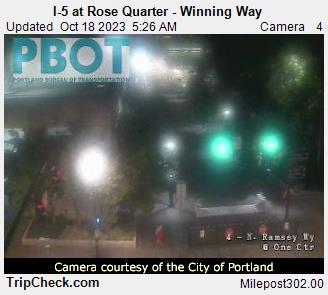 I-5 at Rose Quarter - Winning Way
Updated Oct 18 2023 5:26 AM Camera 4
PBOT
PORTLAND BUREAU OF TRANSPORTATION
4 - N. Ramsey Wy
@ One Ctr
Camera courtesy of the City of Portland
TripCheck.com Milepost302.00